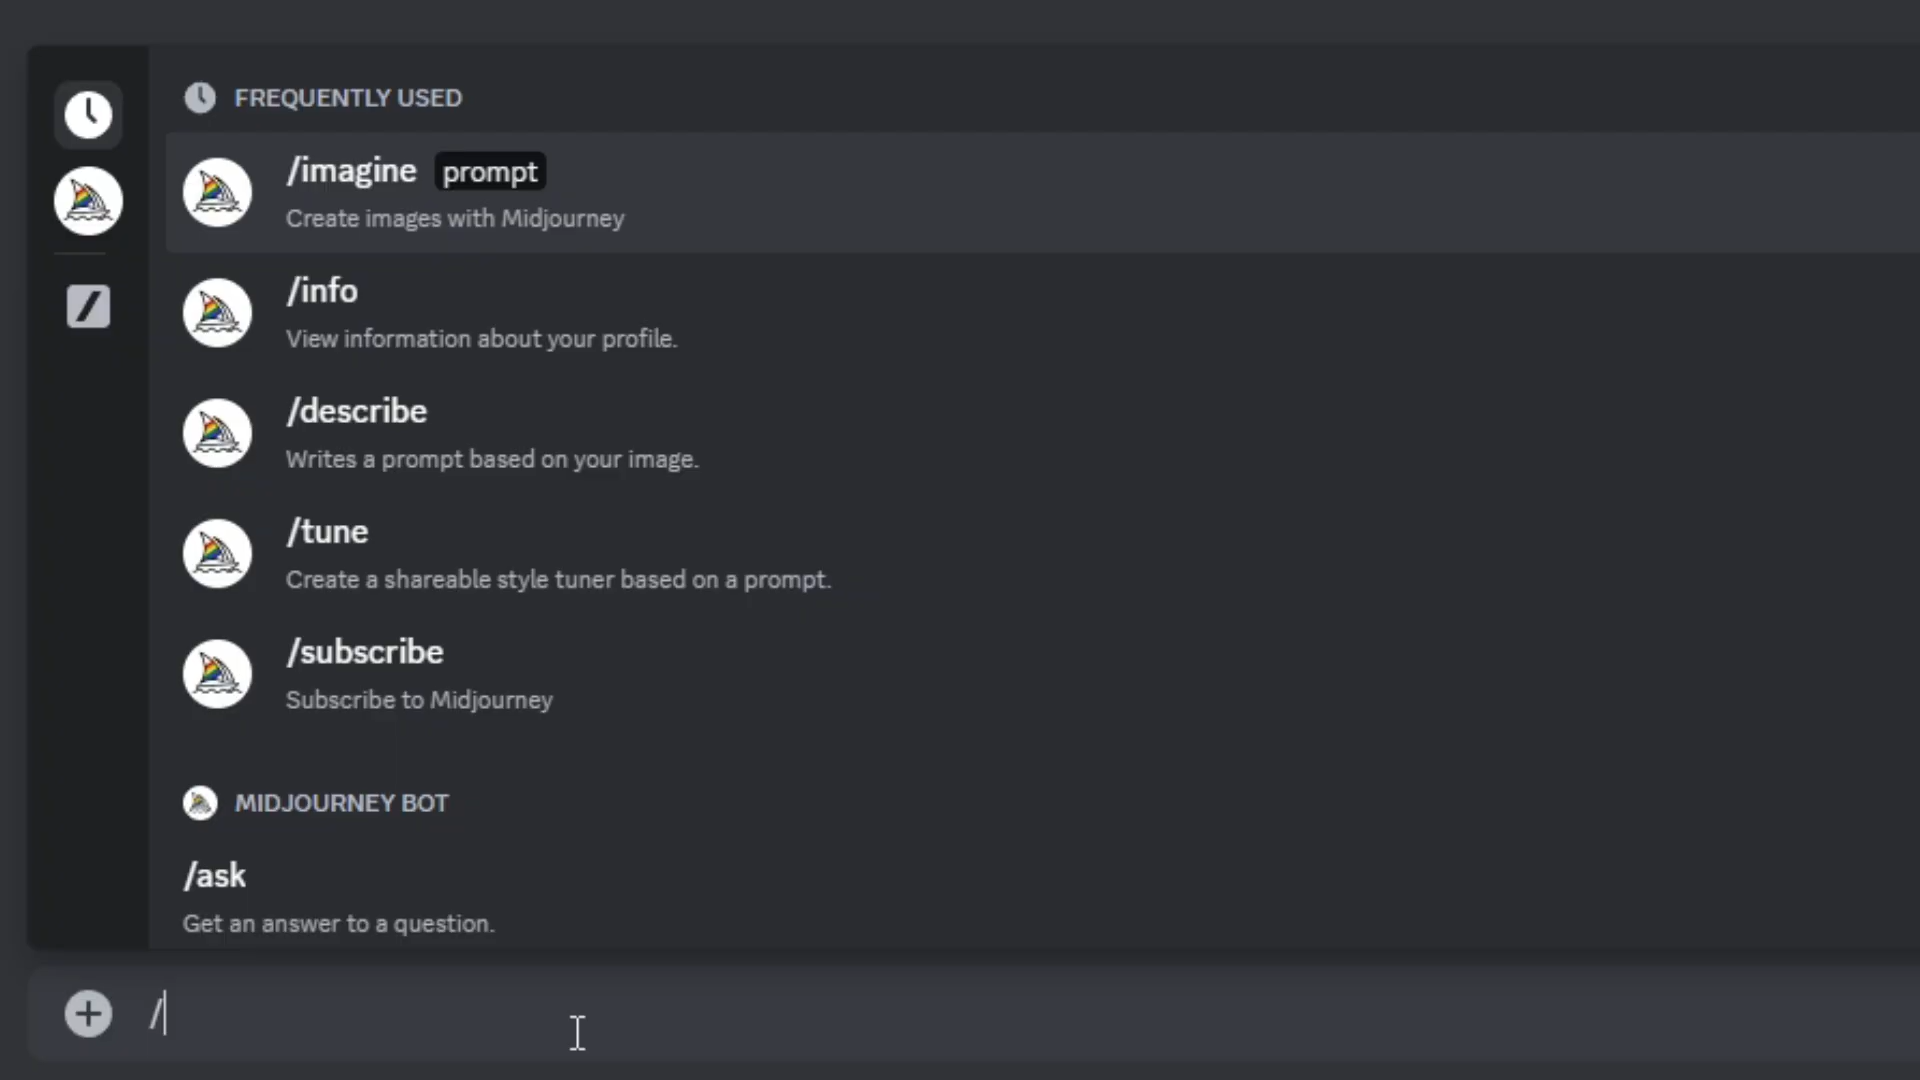 FREQUENTLY USED
/imagine prompt
Create images with Midjourney
/info
View information about your profile.
/describe
Writes a prompt based on your image.
/tune
Create a shareable style tuner based on a prompt.
/subscribe
Subscribe to Midjourney
MIDJOURNEY BOT
/ask
Get an answer to a question.
/